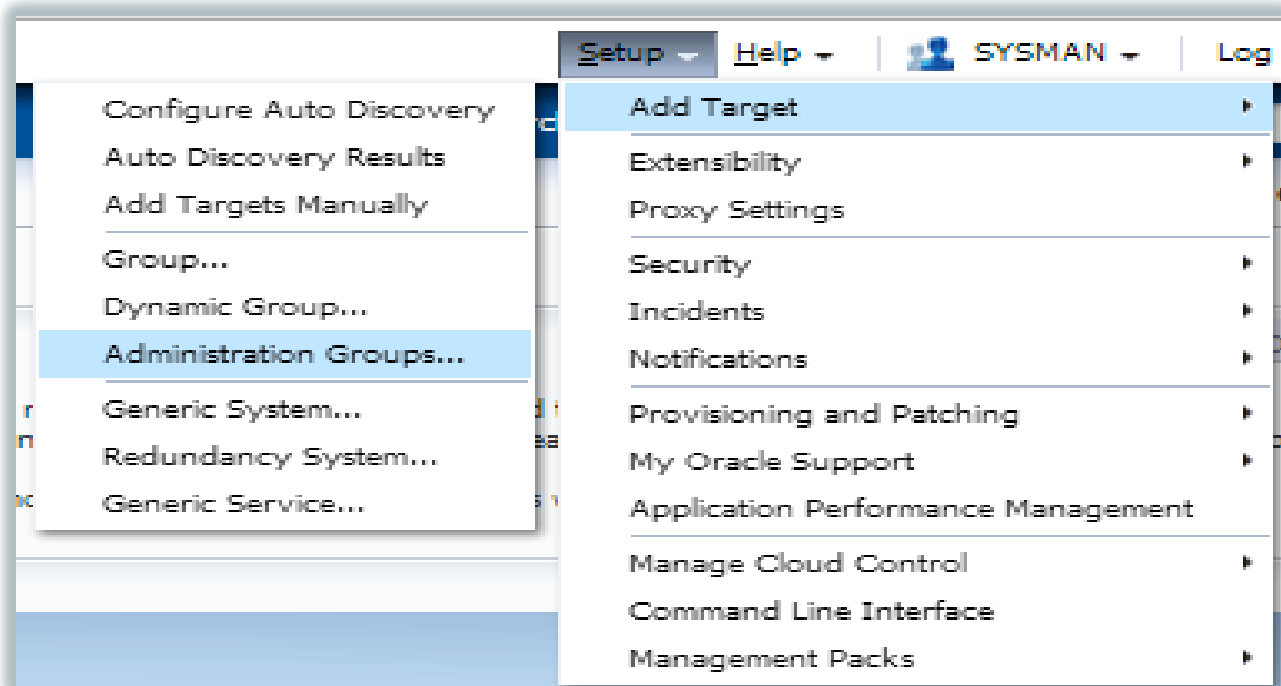 Setup Help SYSMAN Log
Add Target
Extensibility
Proxy Settings
Security
Incidents
Notifications
Provisioning and Patching
My Oracle Support
Application Performance Management
Manage Cloud Control
Command Line Interface
Management Packs
Configure Auto Discovery
Auto Discovery Results
Add Targets Manually
Group...
Dynamic Group...
Administration Groups...
Generic System...
Redundancy System...
Generic Service...